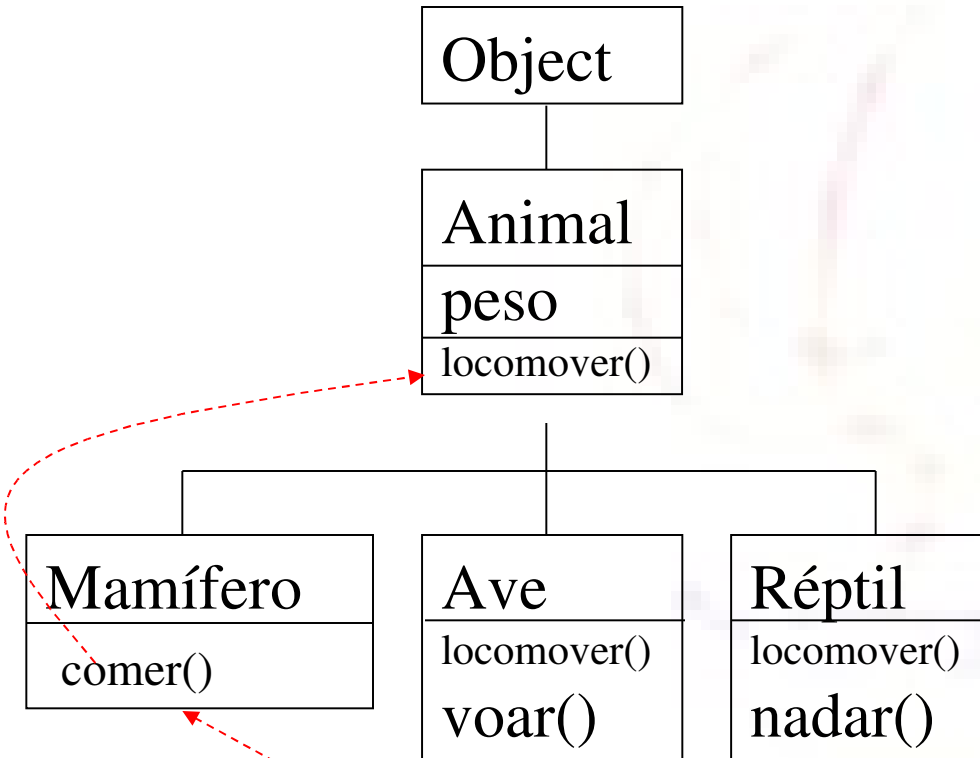 Object
Animal
peso
locomover()
Mamífero
comer()
Ave
locomover()
voar()
Réptil
locomover()
nadar()